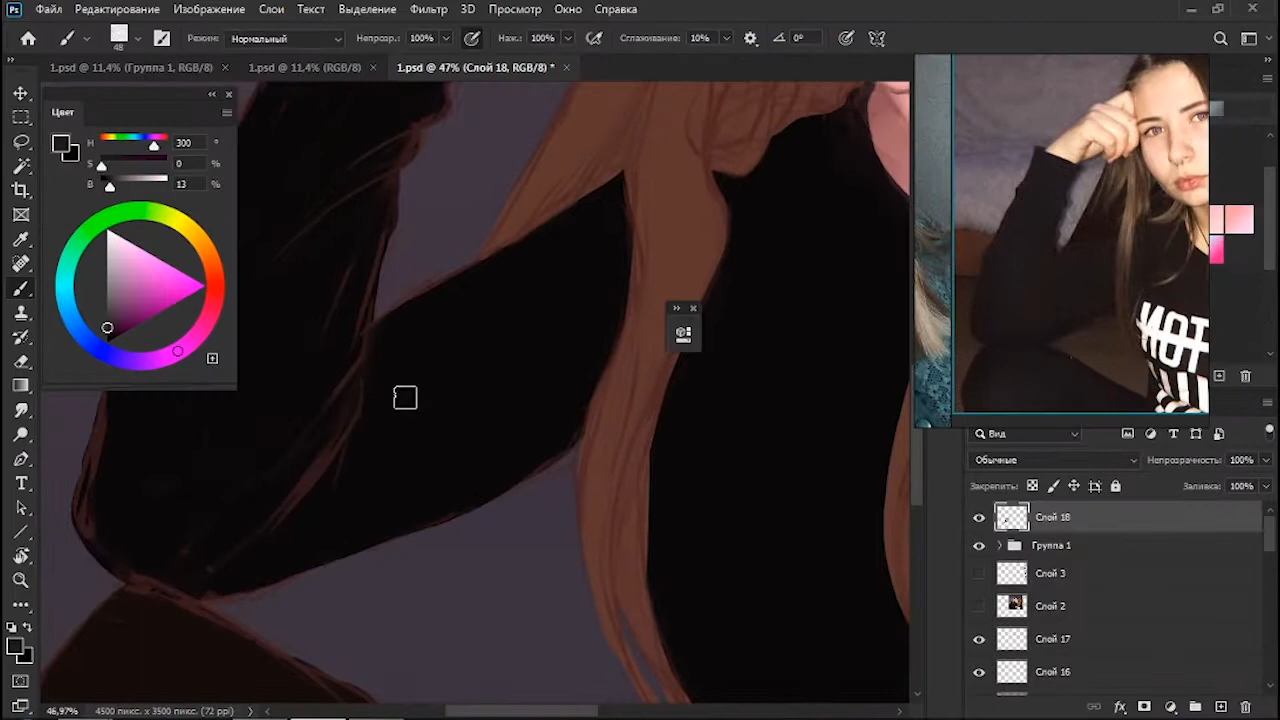 Ps Файл Редактирование Изображение Слои Текст Выделение Фильтр 3D Просмотр Окно Справка
48 Режим: Нормальный Непрозр.: 100% Наж.: 100% Сглаживание: 10% 0°
1.psd @ 11,4% (Группа 1, RGB/8) 1.psd @ 11,4% (RGB/8) 1.psd @ 47% (Слой 18, RGB/8) *
Цвет
H 300 °
S 0 %
B 13 %
Вид
Обычные Непрозрачность: 100%
Закрепить: Заливка: 100%
Слой 18
Группа 1
Слой 3
Слой 2
Слой 17
Слой 16
46,97% 4500 пикс. x 3500 пикс. (72 ppi)